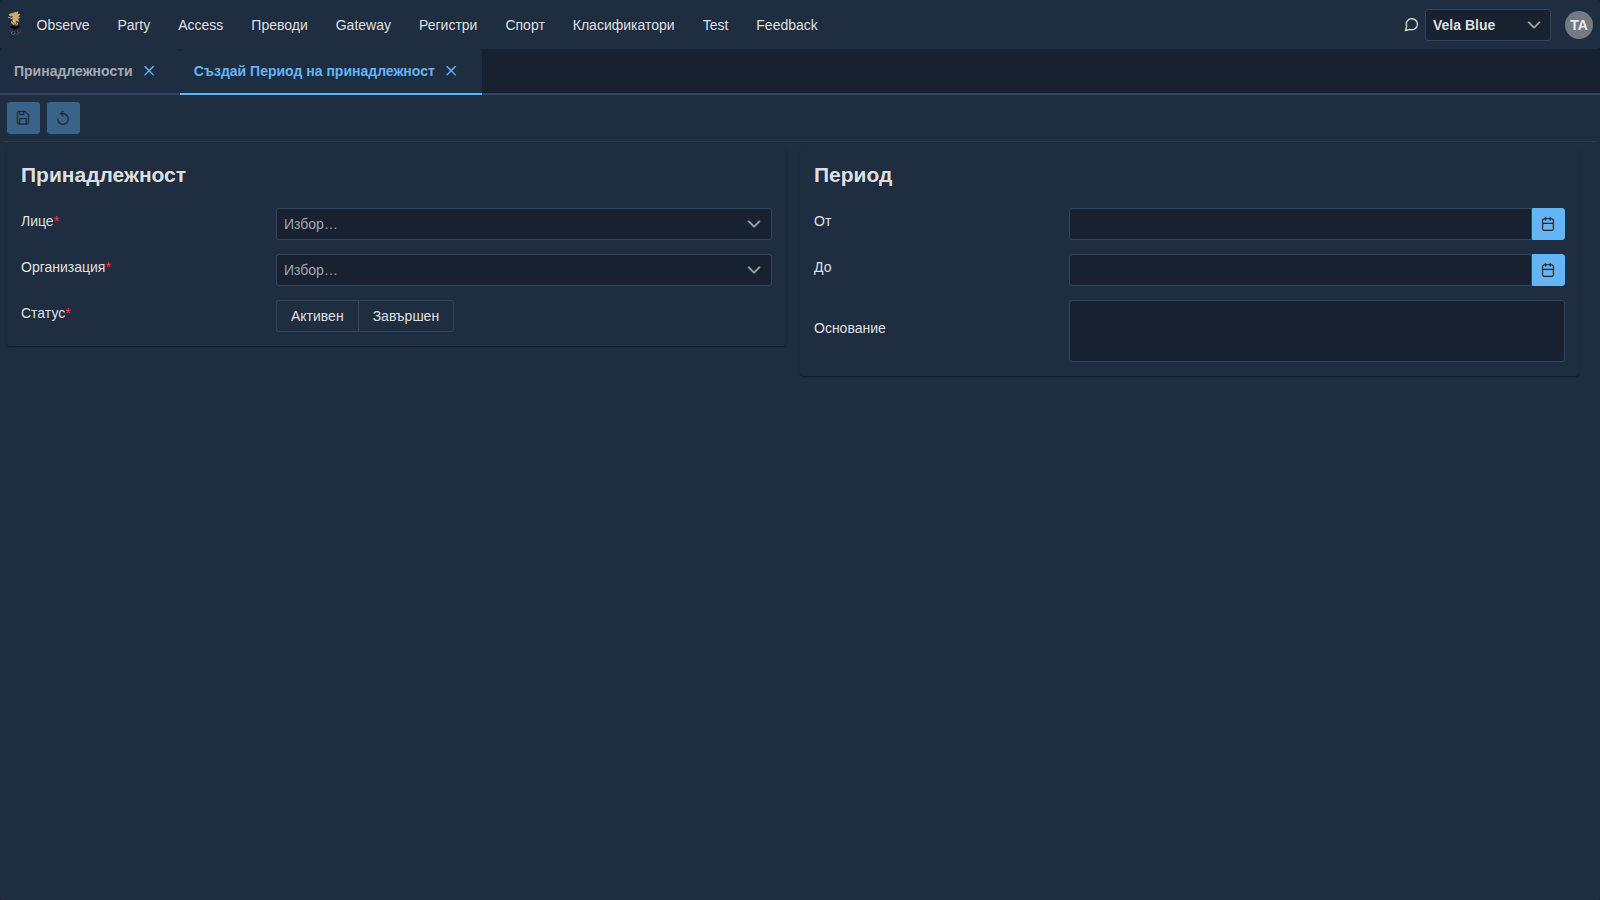 Observe Party Access Преводи Gateway Регистри Спорт Класификатори Test Feedback Vela Blue TA
Принадлежности Създай Период на принадлежност
Принадлежност
Лице* Избор…
Организация* Избор…
Статус* Активен Завършен
Период
От
До
Основание